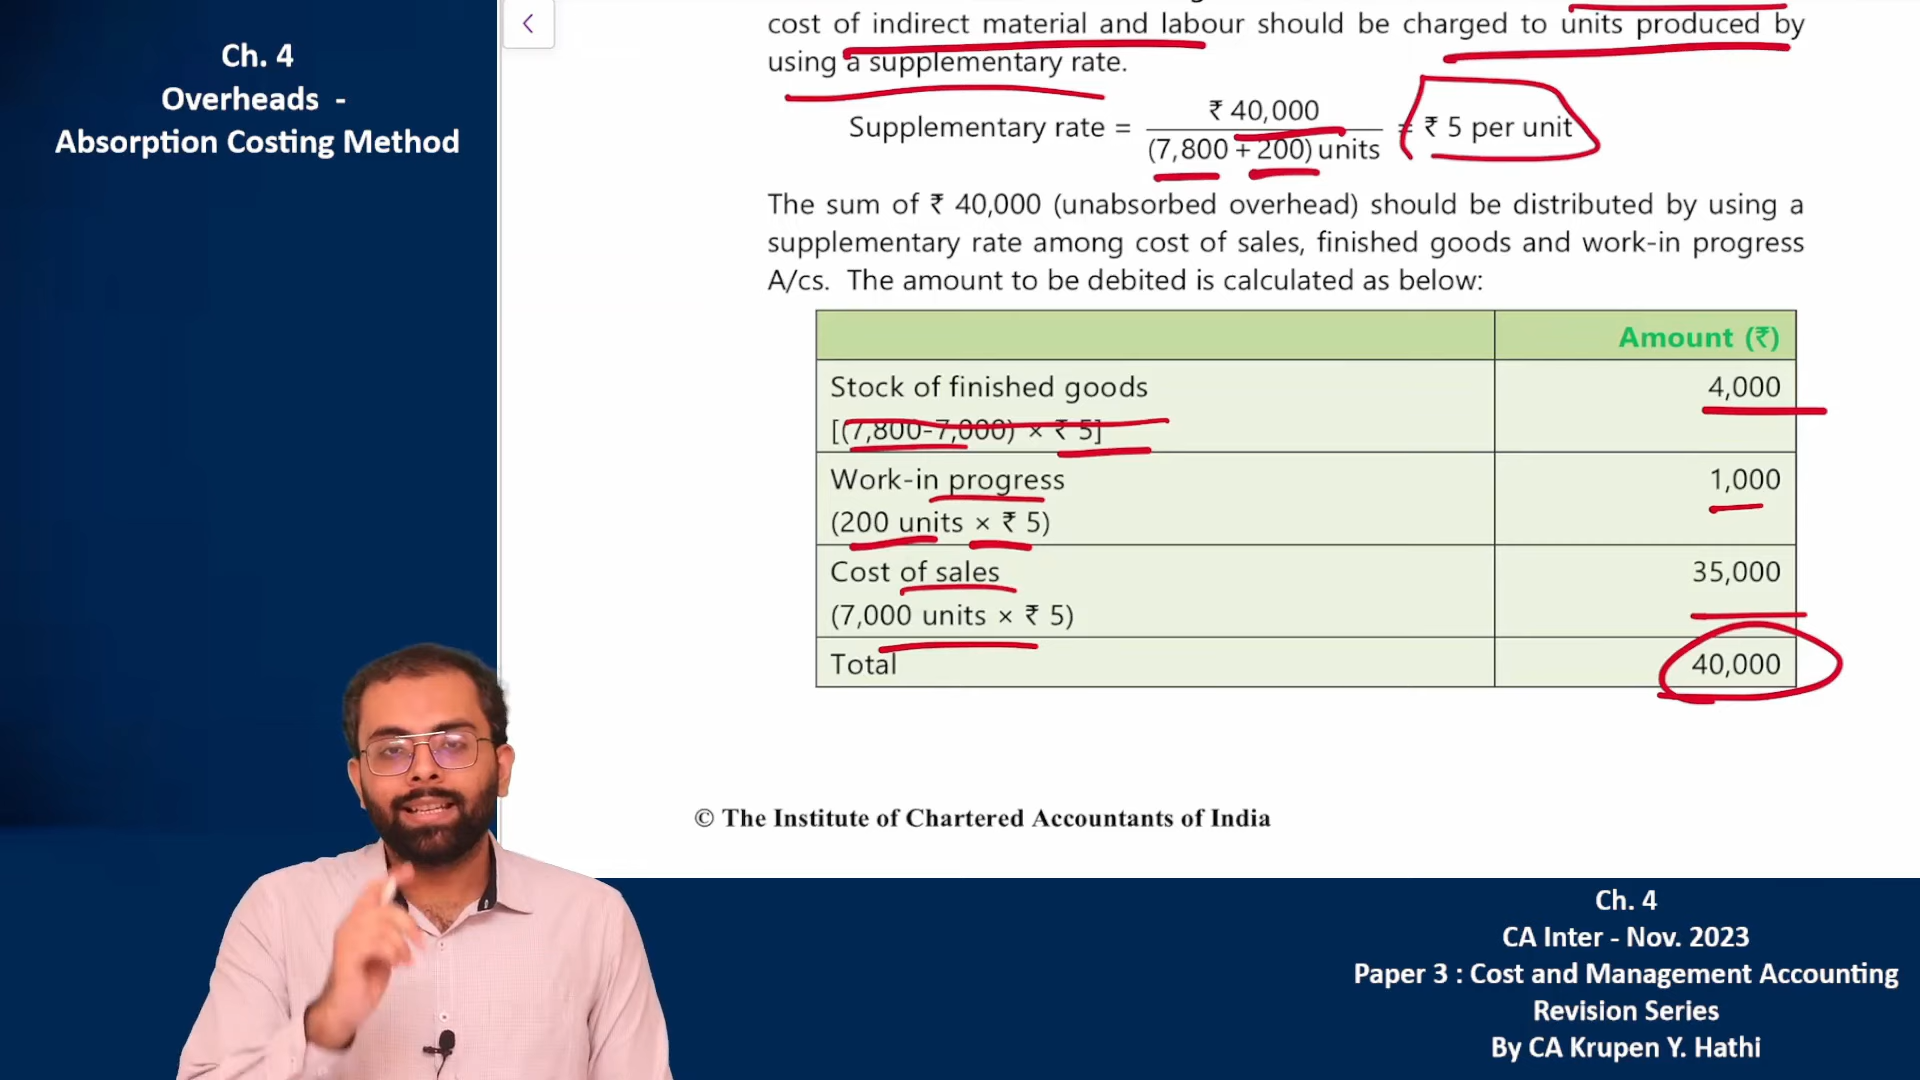 Ch. 4
Overheads -
Absorption Costing Method
cost of indirect material and labour should be charged to units produced by
using a supplementary rate.
Supplementary rate = ₹ 40,000 / (7,800 + 200) units = ₹ 5 per unit
The sum of ₹ 40,000 (unabsorbed overhead) should be distributed by using a
supplementary rate among cost of sales, finished goods and work-in progress
A/cs. The amount to be debited is calculated as below:
Amount (₹)
Stock of finished goods 4,000
[(7,800-7,000) × ₹ 5]
Work-in progress 1,000
(200 units × ₹ 5)
Cost of sales 35,000
(7,000 units × ₹ 5)
Total 40,000
© The Institute of Chartered Accountants of India
Ch. 4
CA Inter - Nov. 2023
Paper 3 : Cost and Management Accounting
Revision Series
By CA Krupen Y. Hathi